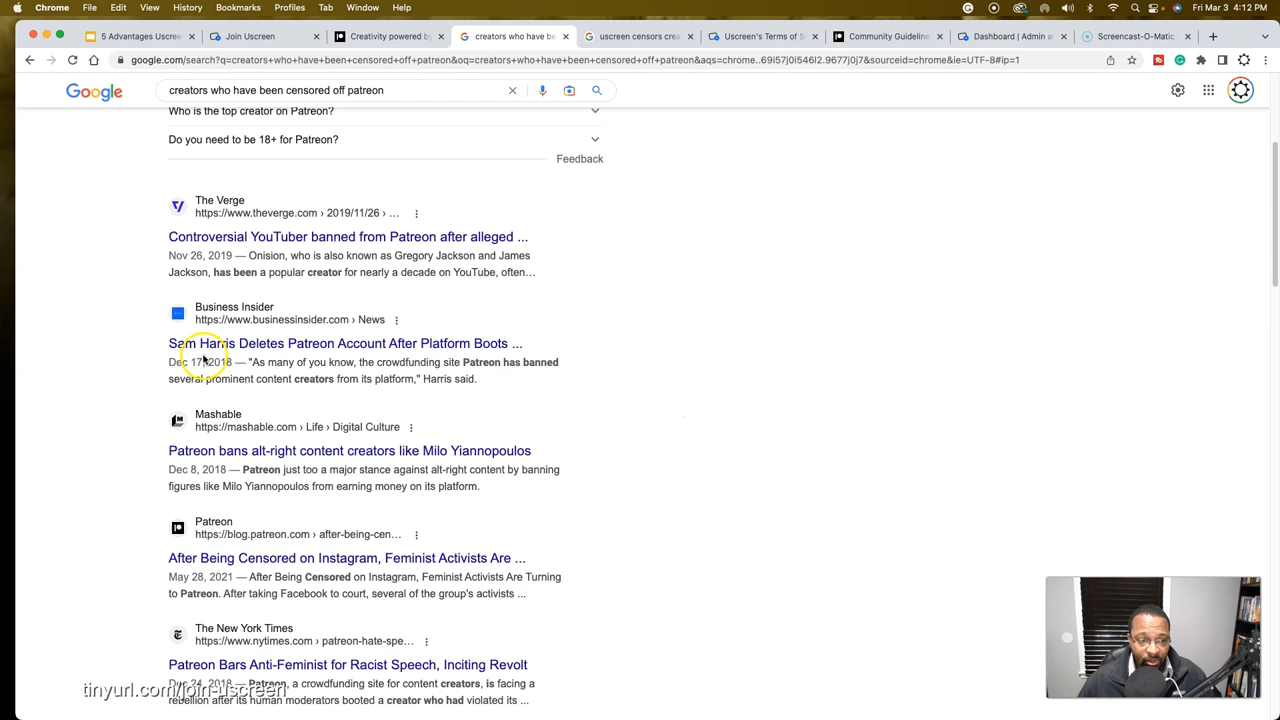 Chrome File Edit View History Bookmarks Profiles Tab Window Help Fri Mar 3 4:12 PM
5 Advantages Uscreen Join Uscreen Creativity powered by creators who have be uscreen censors crea Uscreen's Terms of S Community Guideline Dashboard | Admin a Screencast-O-Matic
google.com/search?q=creators+who+have+been+censored+off+patreon&oq=creators+who+have+been+censored+off+patreon&aqs=chrome..69i57j0i546l2.9677j0j7&sourceid=chrome&ie=UTF-8#ip=1
Google creators who have been censored off patreon
Who is the top creator on Patreon?
Do you need to be 18+ for Patreon?
Feedback
The Verge
https://www.theverge.com › 2019/11/26 › ...
Controversial YouTuber banned from Patreon after alleged ...
Nov 26, 2019 — Onision, who is also known as Gregory Jackson and James
Jackson, has been a popular creator for nearly a decade on YouTube, often...
Business Insider
https://www.businessinsider.com › News
Sam Harris Deletes Patreon Account After Platform Boots ...
Dec 17, 2018 — "As many of you know, the crowdfunding site Patreon has banned
several prominent content creators from its platform," Harris said.
Mashable
https://mashable.com › Life › Digital Culture
Patreon bans alt-right content creators like Milo Yiannopoulos
Dec 8, 2018 — Patreon just too a major stance against alt-right content by banning
figures like Milo Yiannopoulos from earning money on its platform.
Patreon
https://blog.patreon.com › after-being-cen...
After Being Censored on Instagram, Feminist Activists Are ...
May 28, 2021 — After Being Censored on Instagram, Feminist Activists Are Turning
to Patreon. After taking Facebook to court, several of the group's activists ...
The New York Times
https://www.nytimes.com › patreon-hate-spe...
Patreon Bars Anti-Feminist for Racist Speech, Inciting Revolt
Dec 24, 2018 — Patreon, a crowdfunding site for content creators, is facing a
tinyurl.com/join-uscreen
rebellion after its human moderators booted a creator who had violated its ...